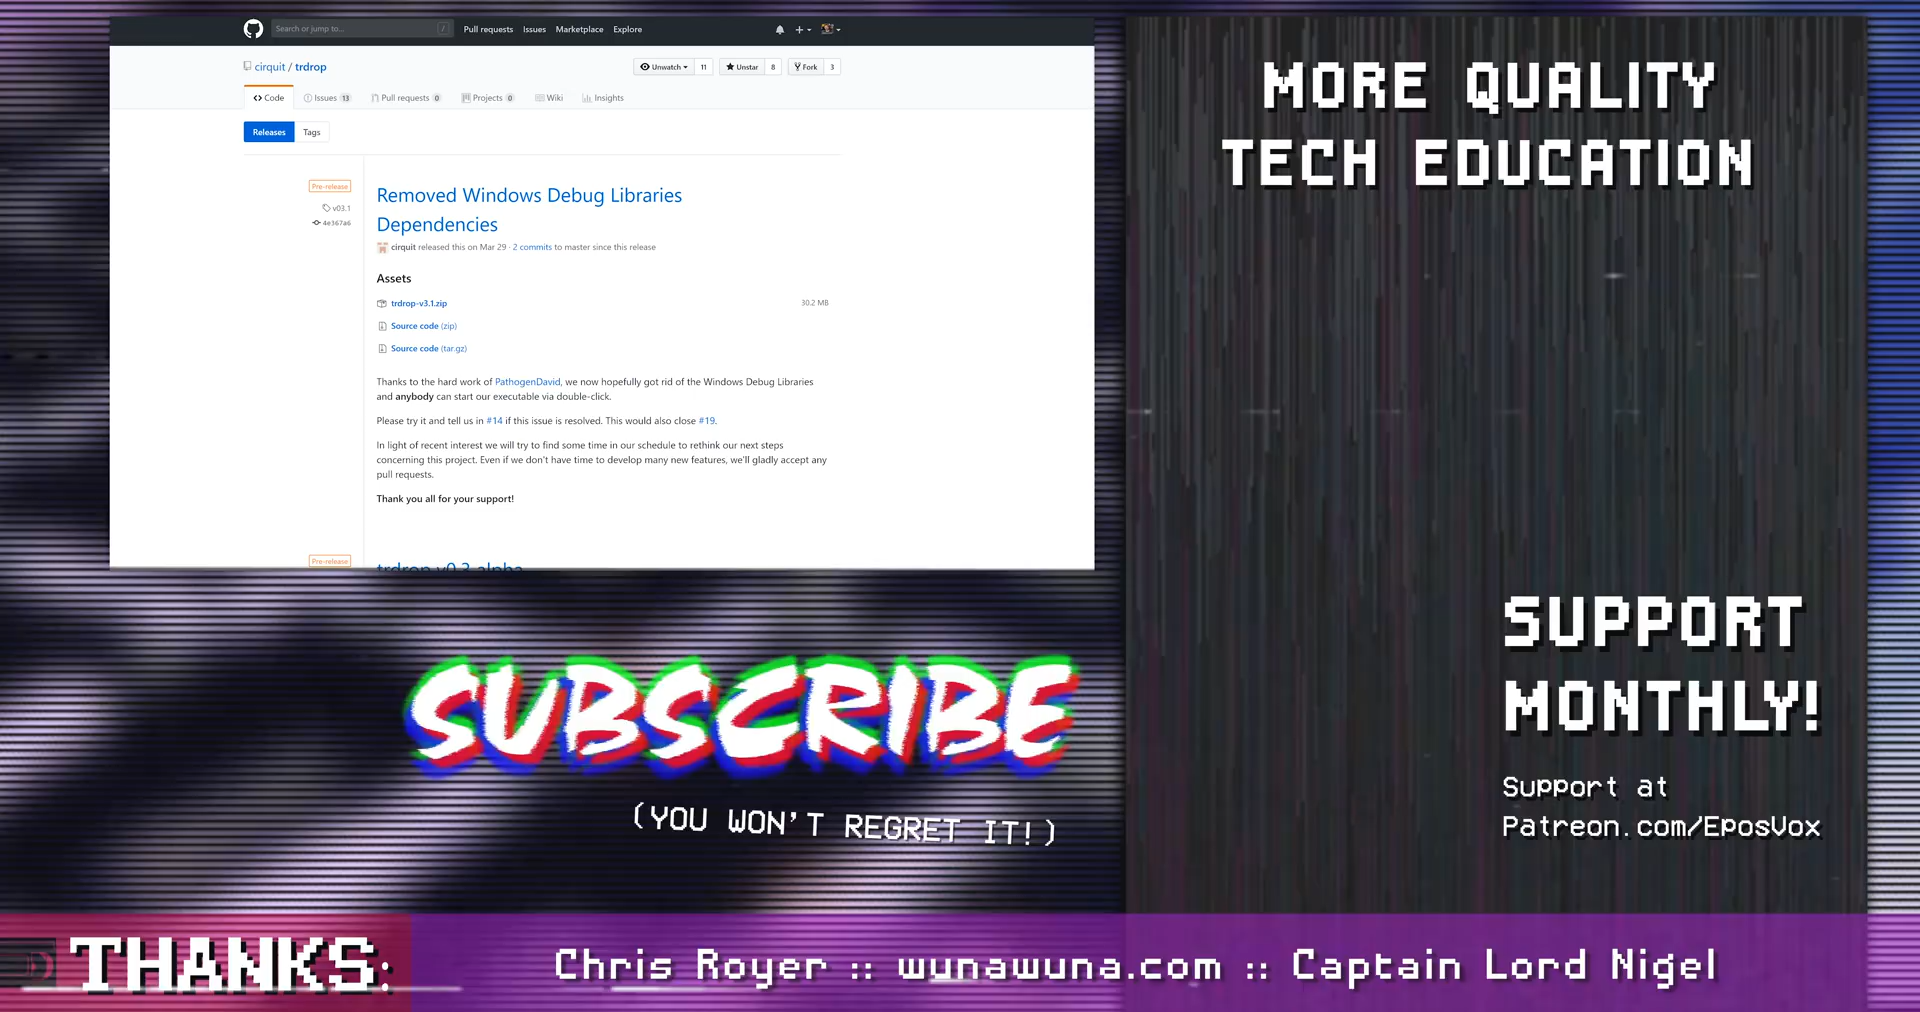 Search or jump to... /
Pull requests Issues Marketplace Explore
cirquit / trdrop
Unwatch 11 Unstar 8 Fork 3
Code Issues 13 Pull requests 0 Projects 0 Wiki Insights
Releases Tags
Pre-release
v03.1
4e367a6
Removed Windows Debug Libraries
Dependencies
cirquit released this on Mar 29 · 2 commits to master since this release
Assets
trdrop-v3.1.zip 30.2 MB
Source code (zip)
Source code (tar.gz)
Thanks to the hard work of PathogenDavid, we now hopefully got rid of the Windows Debug Libraries
and anybody can start our executable via double-click.
Please try it and tell us in #14 if this issue is resolved. This would also close #19.
In light of recent interest we will try to find some time in our schedule to rethink our next steps
concerning this project. Even if we don't have time to develop many new features, we'll gladly accept any
pull requests.
Thank you all for your support!
Pre-release
trdrop v0.3-alpha
MORE QUALITY
TECH EDUCATION
SUBSCRIBE
(YOU WON'T REGRET IT!)
SUPPORT
MONTHLY!
Support at
Patreon.com/EposVox
THANKS:
Chris Royer :: wunawuna.com :: Captain Lord Nigel